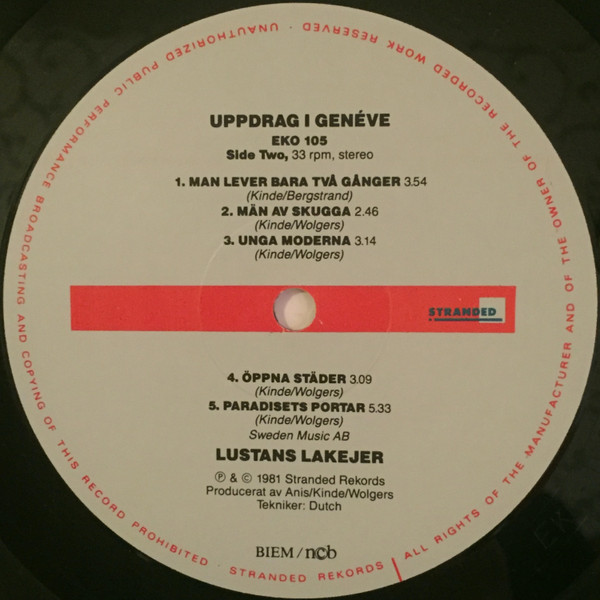 UPPDRAG I GENÉVE
EKO 105
Side Two, 33 rpm, stereo
1. MAN LEVER BARA TVÅ GÅNGER 3.54
(Kinde/Bergstrand)
2. MÄN AV SKUGGA 2.46
(Kinde/Wolgers)
3. UNGA MODERNA 3.14
(Kinde/Wolgers)
STRANDED
4. ÖPPNA STÄDER 3.09
(Kinde/Wolgers)
5. PARADISETS PORTAR 5.33
(Kinde/Wolgers)
Sweden Music AB
LUSTANS LAKEJER
℗ & © 1981 Stranded Rekords
Producerat av Anis/Kinde/Wolgers
Tekniker: Dutch
BIEM/ncb
ALL RIGHTS OF THE MANUFACTURER AND OF THE OWNER OF THE RECORDED WORK RESERVED · UNAUTHORIZED PUBLIC PERFORMANCE BROADCASTING AND COPYING OF THIS RECORD PROHIBITED · STRANDED REKORDS